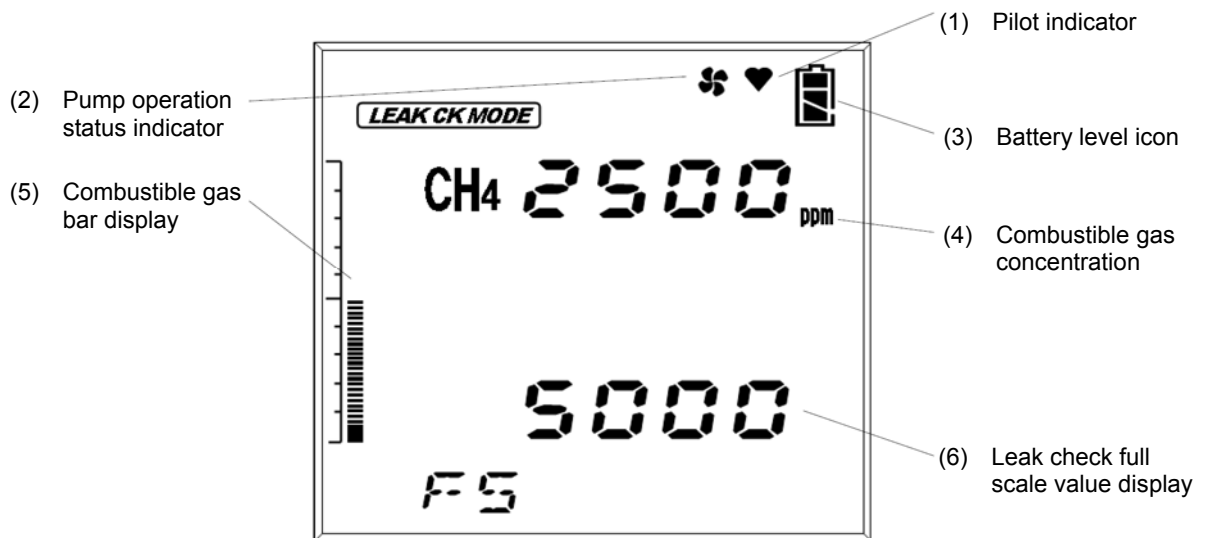 (1) Pilot indicator
(2) Pump operation
status indicator
LEAK CK MODE
(3) Battery level icon
(5) Combustible gas
bar display
CH4 2500 ppm
(4) Combustible gas
concentration
5000
(6) Leak check full
scale value display
FS